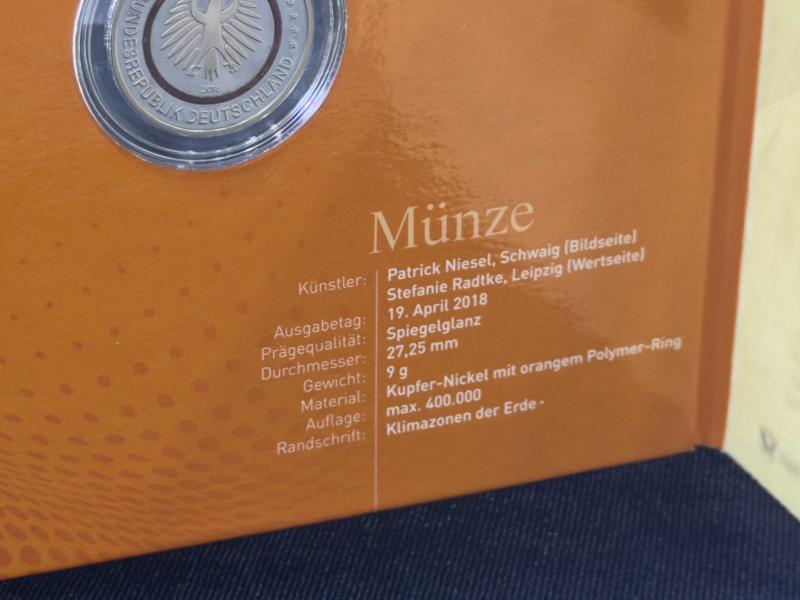 BUNDESREPUBLIK DEUTSCHLAND
2018
Münze
Künstler: Patrick Niesel, Schwaig (Bildseite)
Stefanie Radtke, Leipzig (Wertseite)
Ausgabetag: 19. April 2018
Prägequalität: Spiegelglanz
Durchmesser: 27,25 mm
Gewicht: 9 g
Material: Kupfer-Nickel mit orangem Polymer-Ring
Auflage: max. 400.000
Randschrift: Klimazonen der Erde ·